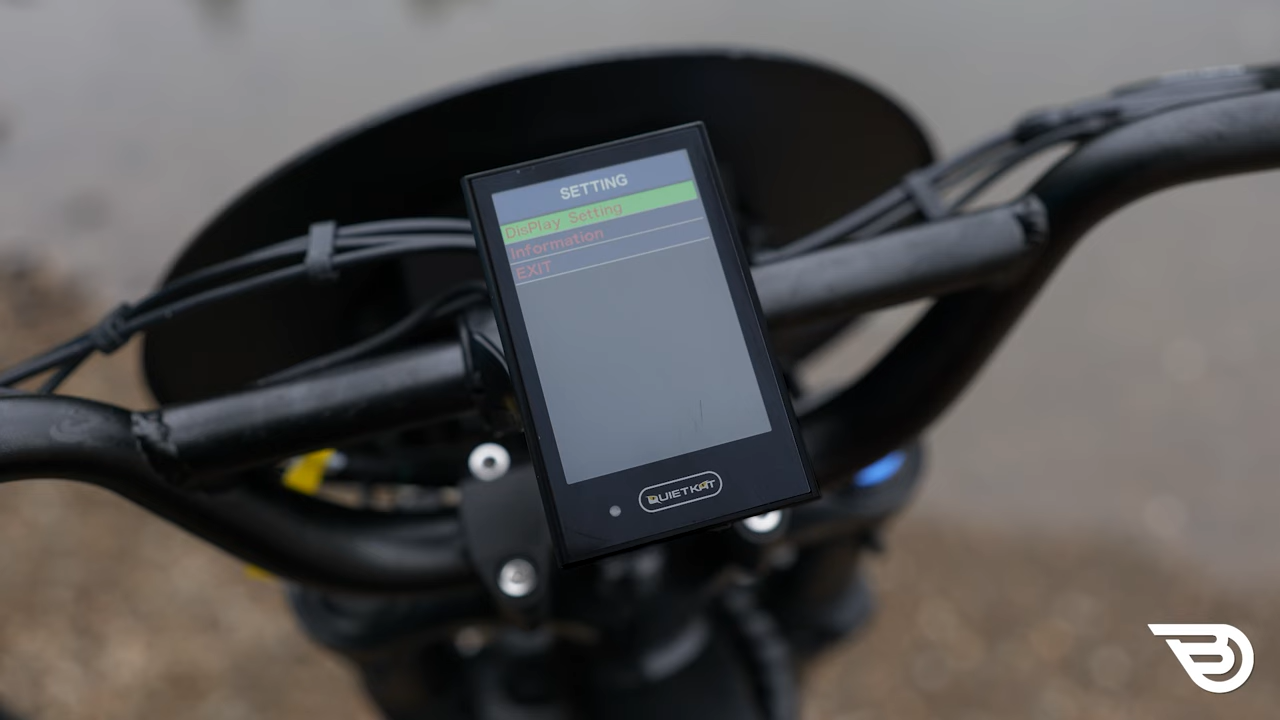 SETTING
DisPlay Setting
Information
EXIT
QUIETKAT